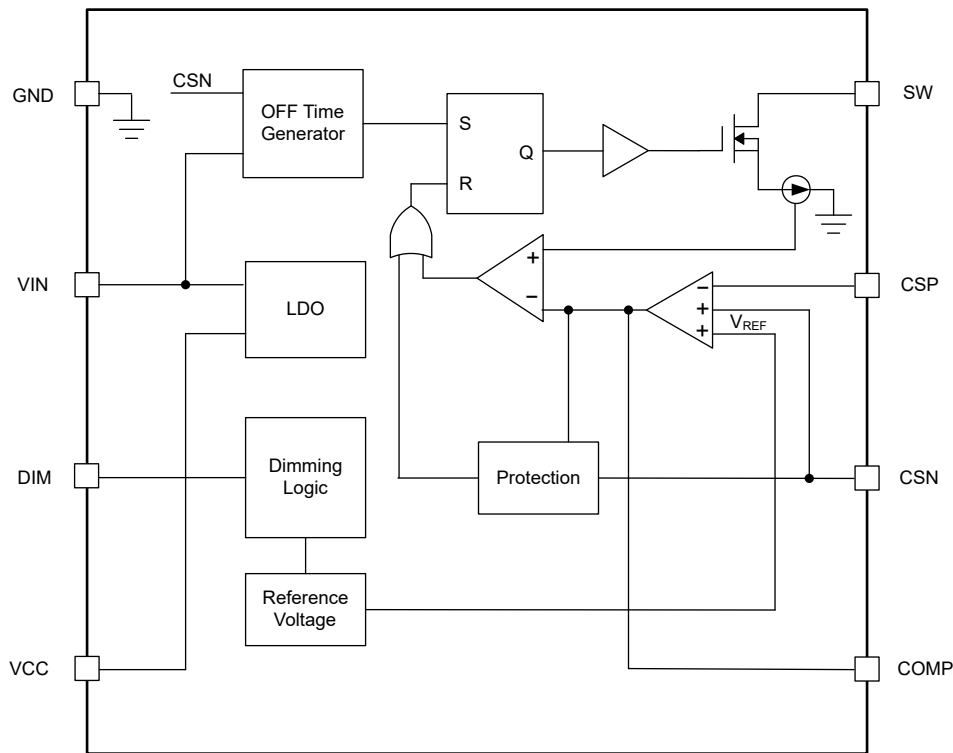 GND
CSN
OFF Time
Generator
S
Q
R
SW
VIN
LDO
+
−
−
+
+
VREF
CSP
DIM
Dimming
Logic
Protection
CSN
Reference
Voltage
VCC
COMP